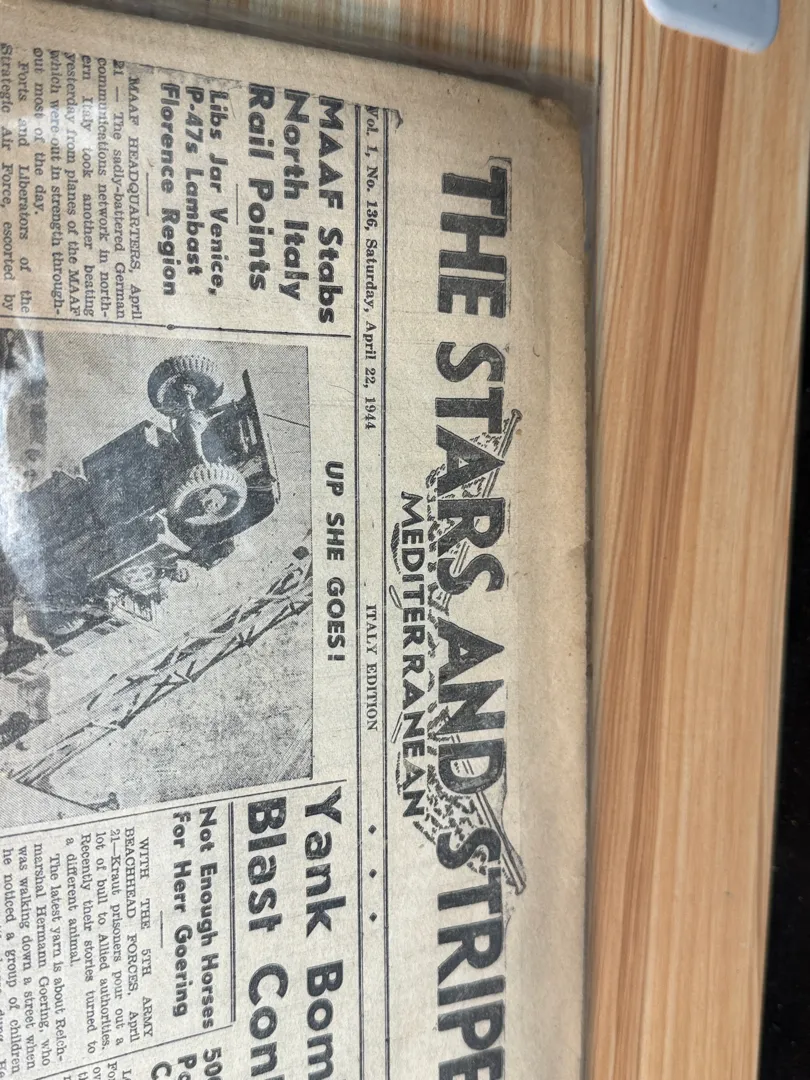 THE STARS AND STRIPE
MEDITERRANEAN
Vol. 1, No. 136, Saturday, April 22, 1944
ITALY EDITION
MAAF Stabs
North Italy
Rail Points
Libs Jar Venice,
P-47s Lambast
Florence Region
MAAF HEADQUARTERS, April
21 — The sadly-battered German
communications network in north-
ern Italy took another beating
yesterday from planes of the MAAF
which were out in strength through-
out most of the day.
Forts and Liberators of the
Strategic Air Force, escorted by
UP SHE GOES!
Yank Bom
Blast Con
Not Enough Horses
For Herr Goering
WITH THE 5TH ARMY
BEACHHEAD FORCES, April
21—Kraut prisoners pour out a
lot of bull to Allied authorities.
Recently their stories turned to
a different animal.
The latest yarn is about Reich-
marshal Hermann Goering, who
was walking down a street when
he noticed a group of children
500